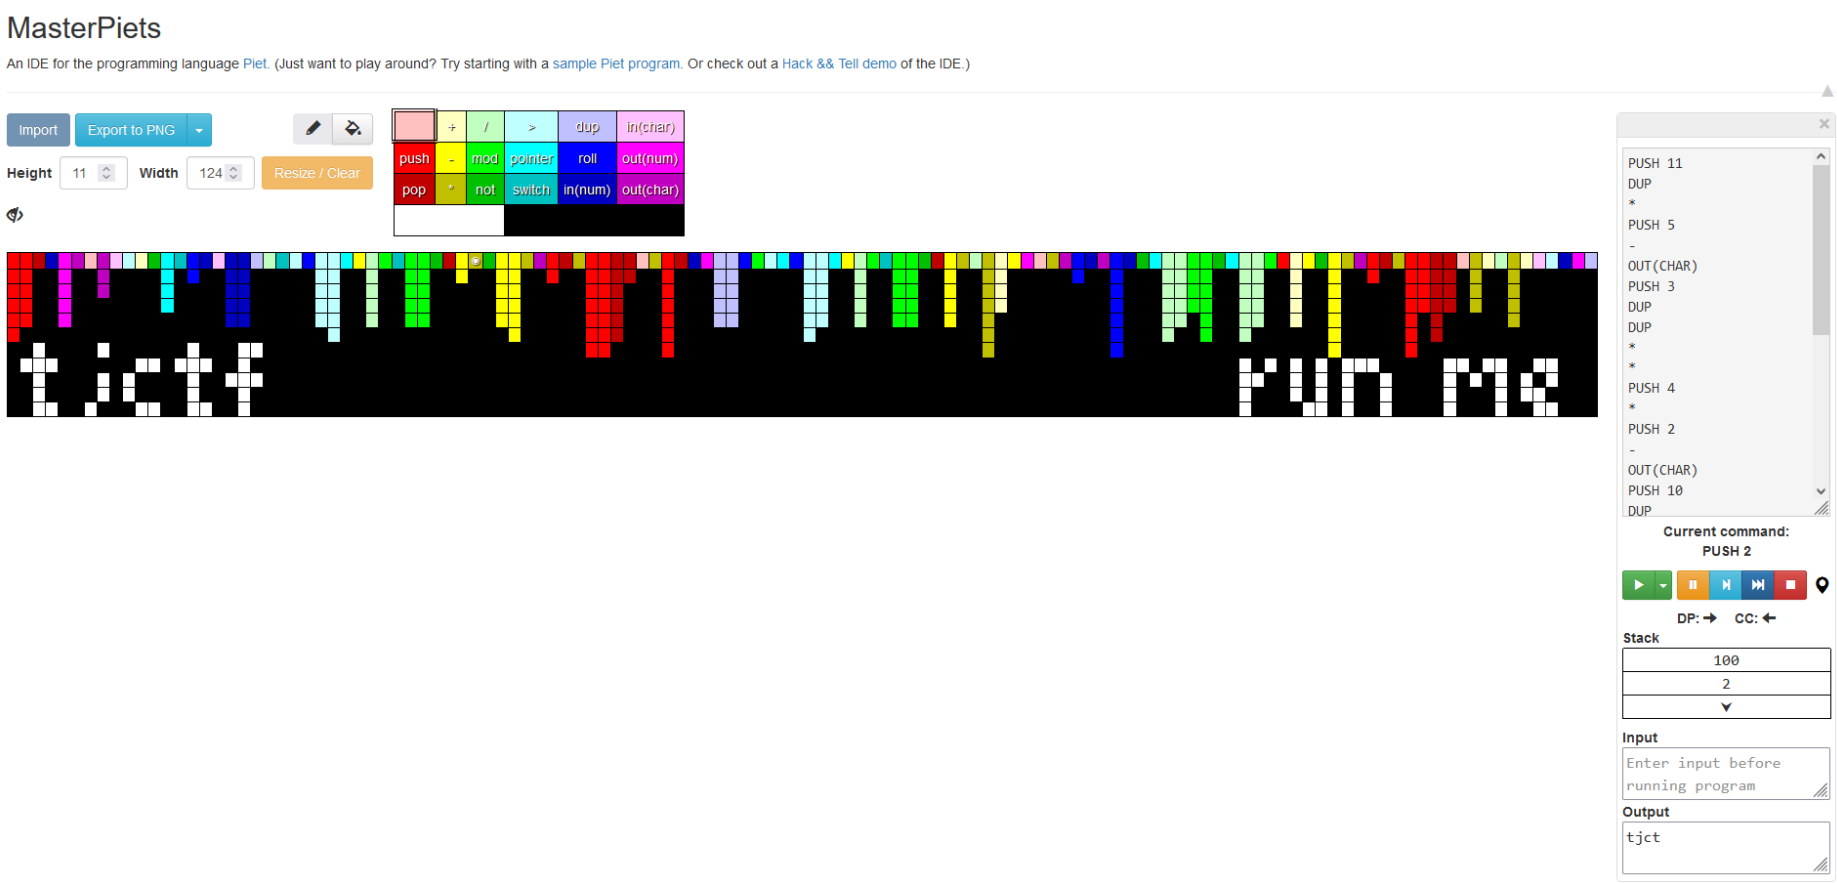 MasterPiets
An IDE for the programming language Piet. (Just want to play around? Try starting with a sample Piet program. Or check out a Hack && Tell demo of the IDE.)
Import Export to PNG
Height 11 Width 124 Resize / Clear
+ / > dup in(char)
push - mod pointer roll out(num)
pop * not switch in(num) out(char)
tjctf run me
PUSH 11
DUP
*
PUSH 5
-
OUT(CHAR)
PUSH 3
DUP
DUP
*
*
PUSH 4
*
PUSH 2
-
OUT(CHAR)
PUSH 10
DUP
Current command:
PUSH 2
DP: CC:
Stack
100
2
Input
Enter input before
running program
Output
tjct